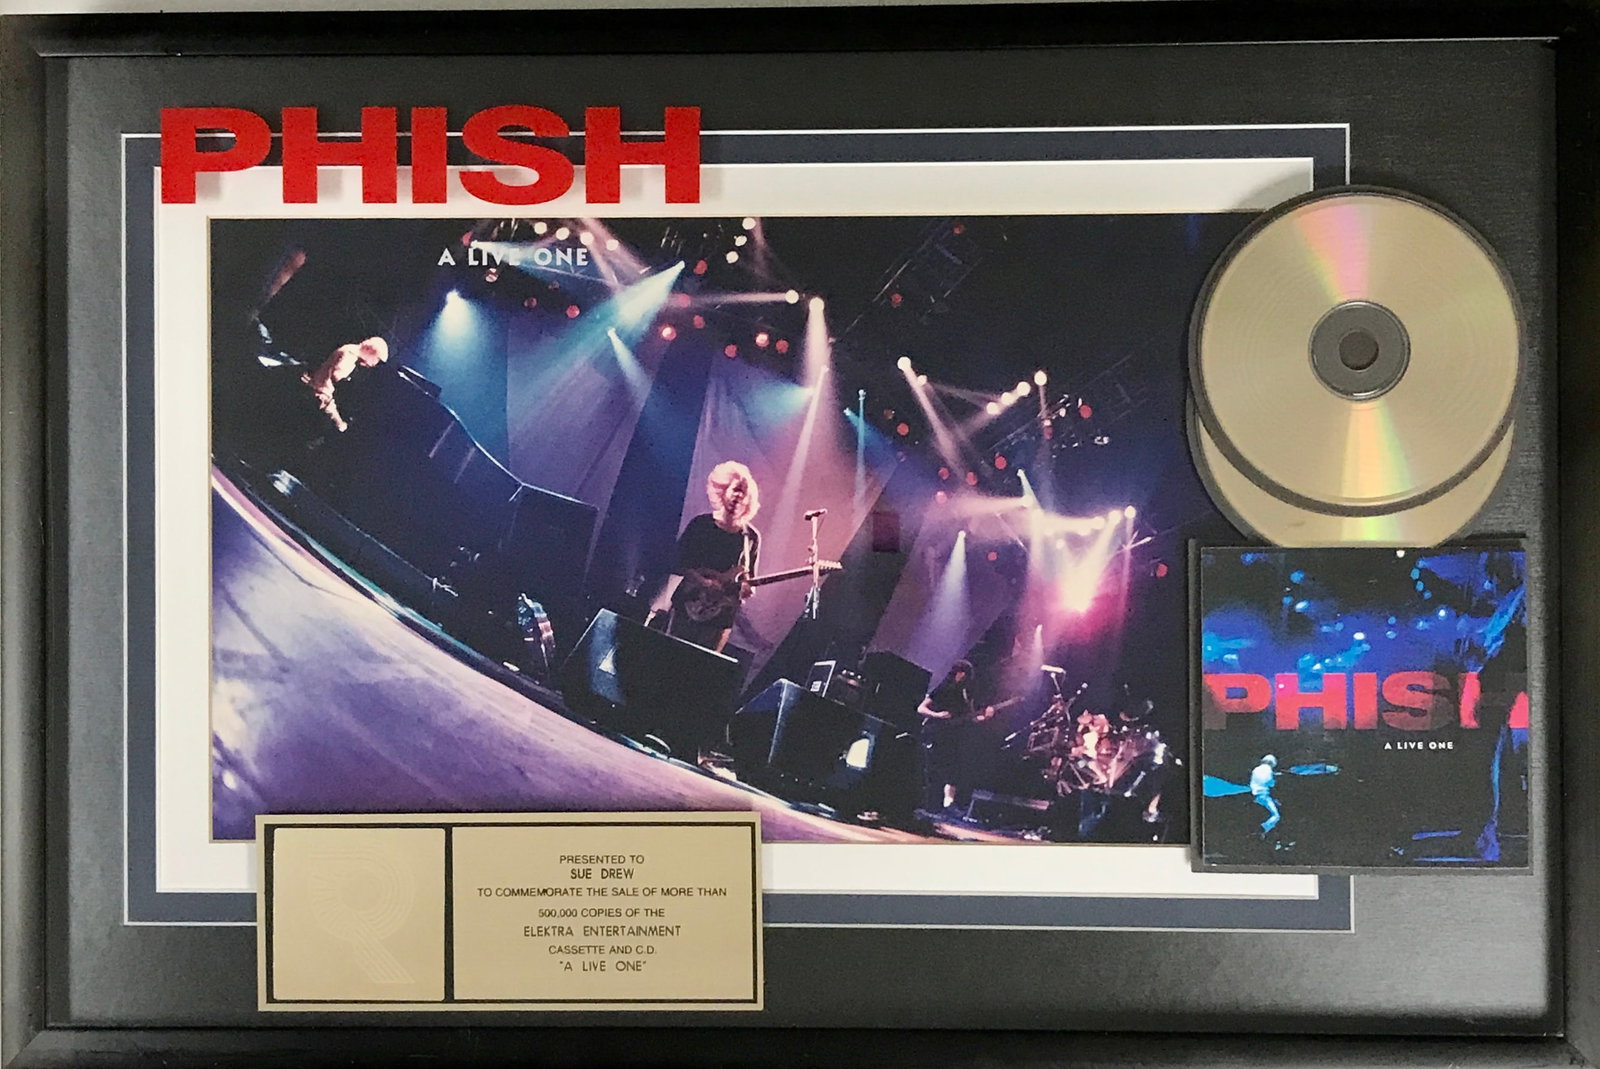 PHISH
A LIVE ONE
PHISH
A LIVE ONE
PRESENTED TO
SUE DREW
TO COMMEMORATE THE SALE OF MORE THAN
500,000 COPIES OF THE
ELEKTRA ENTERTAINMENT
CASSETTE AND C.D.
"A LIVE ONE"